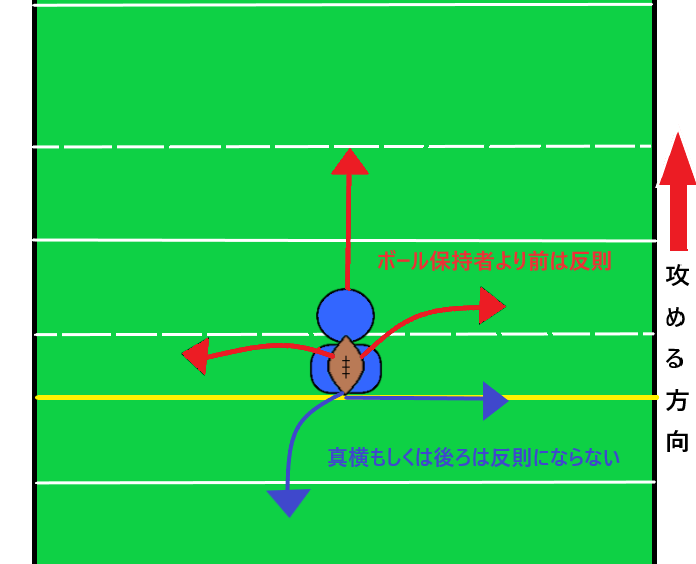 ボール保持者より前は反則
攻める方向
真横もしくは後ろは反則にならない